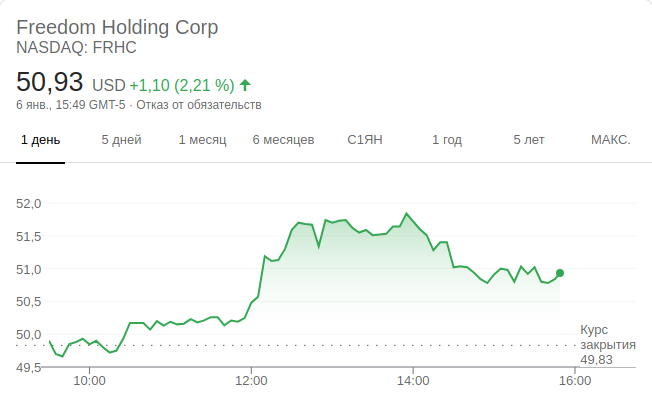 Freedom Holding Corp
NASDAQ: FRHC
50,93 USD +1,10 (2,21 %)
6 янв., 15:49 GMT-5 · Отказ от обязательств
1 день 5 дней 1 месяц 6 месяцев С1ЯН 1 год 5 лет МАКС.
52,0
51,5
51,0
50,5
50,0
49,5
Курс
закрытия
49,83
10:00 12:00 14:00 16:00